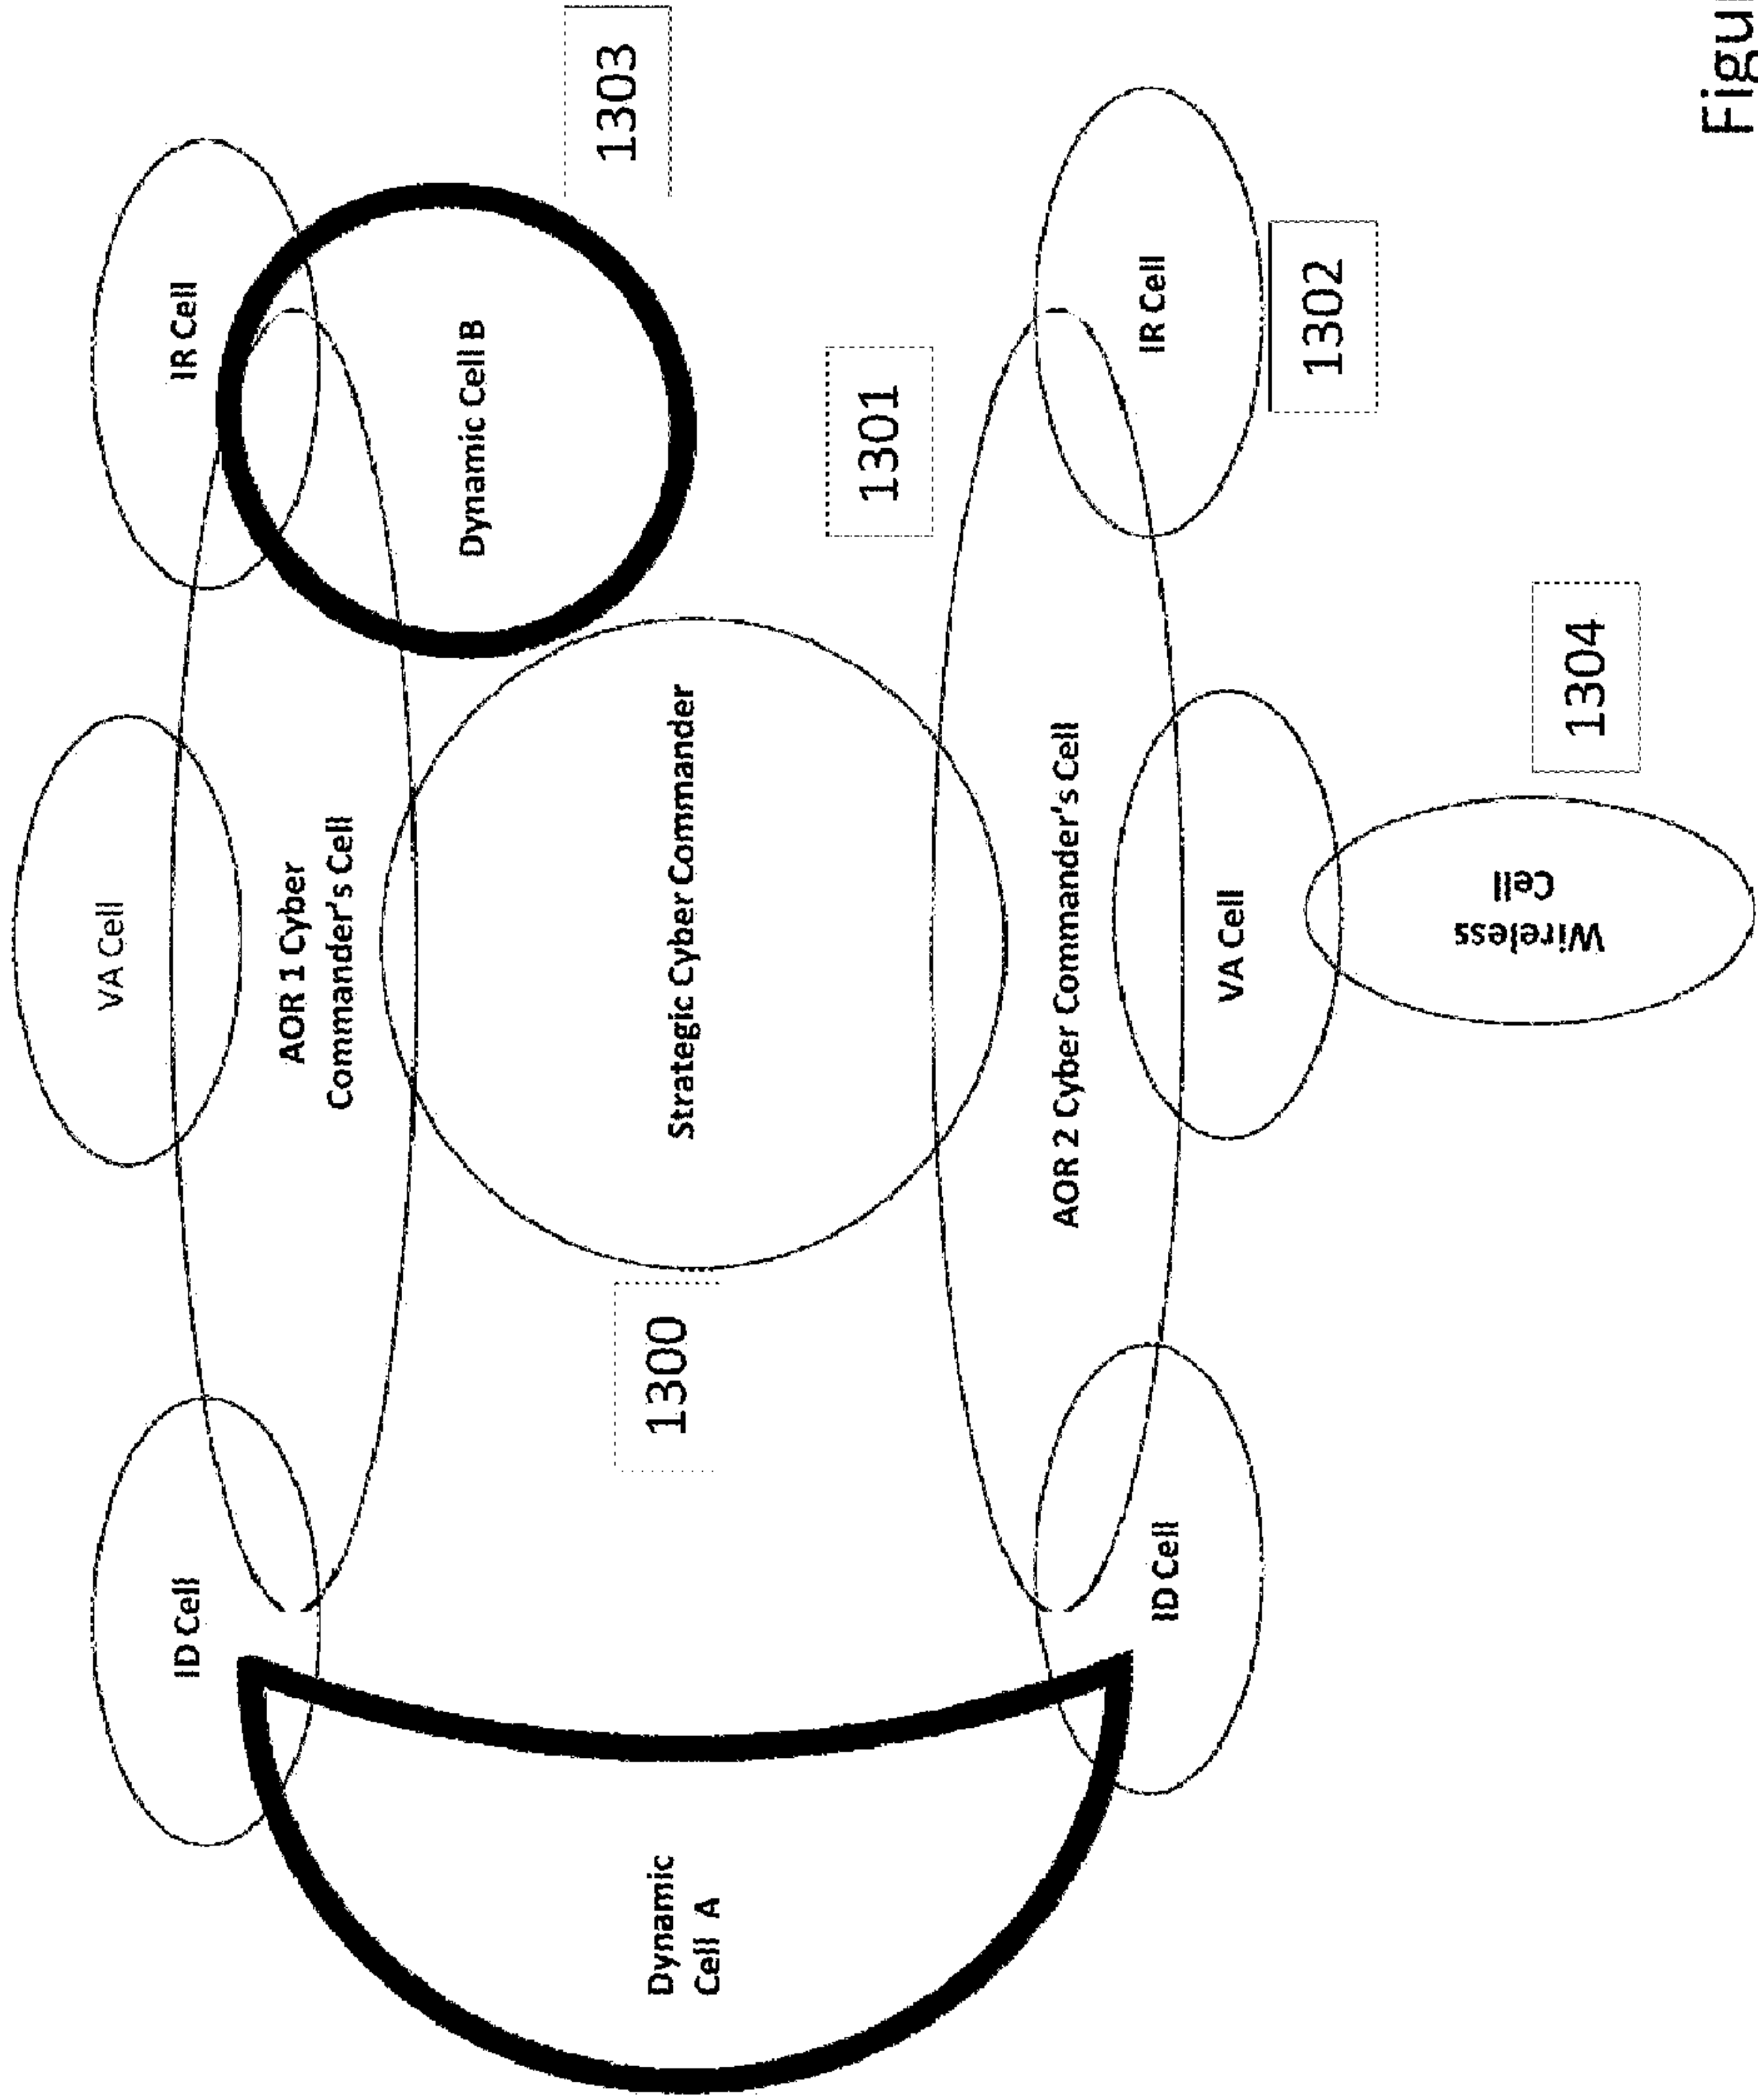 VA Cell
ID Cell
IR Cell
AOR 1 Cyber
Commander's Cell
Dynamic Cell B
1303
Dynamic
Cell A
1300
Strategic Cyber Commander
1301
AOR 2 Cyber Commander's Cell
ID Cell
VA Cell
IR Cell
1302
Wireless
Cell
1304
Figu